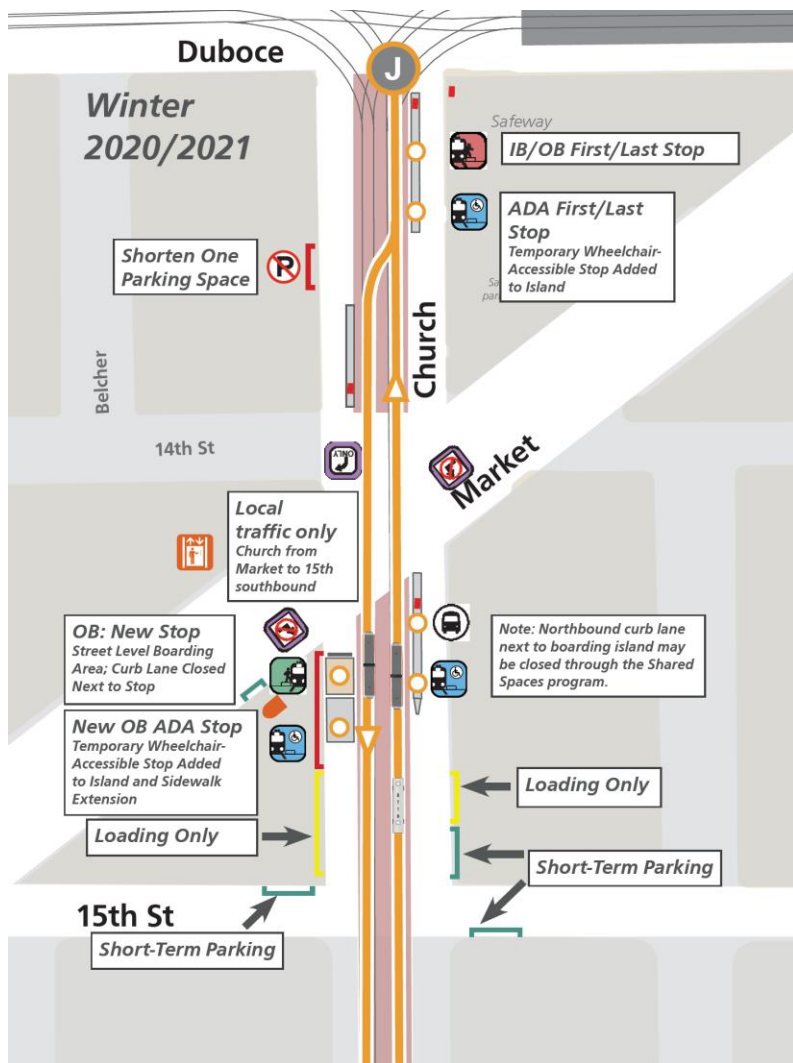 Duboce
J
Winter
2020/2021
Safeway
IB/OB First/Last Stop
ADA First/Last
Stop
Temporary Wheelchair-
Accessible Stop Added
to Island
Shorten One
Parking Space
P
Church
Belcher
14th St
ONLY
Market
Local
traffic only
Church from
Market to 15th
southbound
OB: New Stop
Street Level Boarding
Area; Curb Lane Closed
Next to Stop
Note: Northbound curb lane
next to boarding island may
be closed through the Shared
Spaces program.
New OB ADA Stop
Temporary Wheelchair-
Accessible Stop Added
to Island and Sidewalk
Extension
Loading Only
Loading Only
Short-Term Parking
15th St
Short-Term Parking